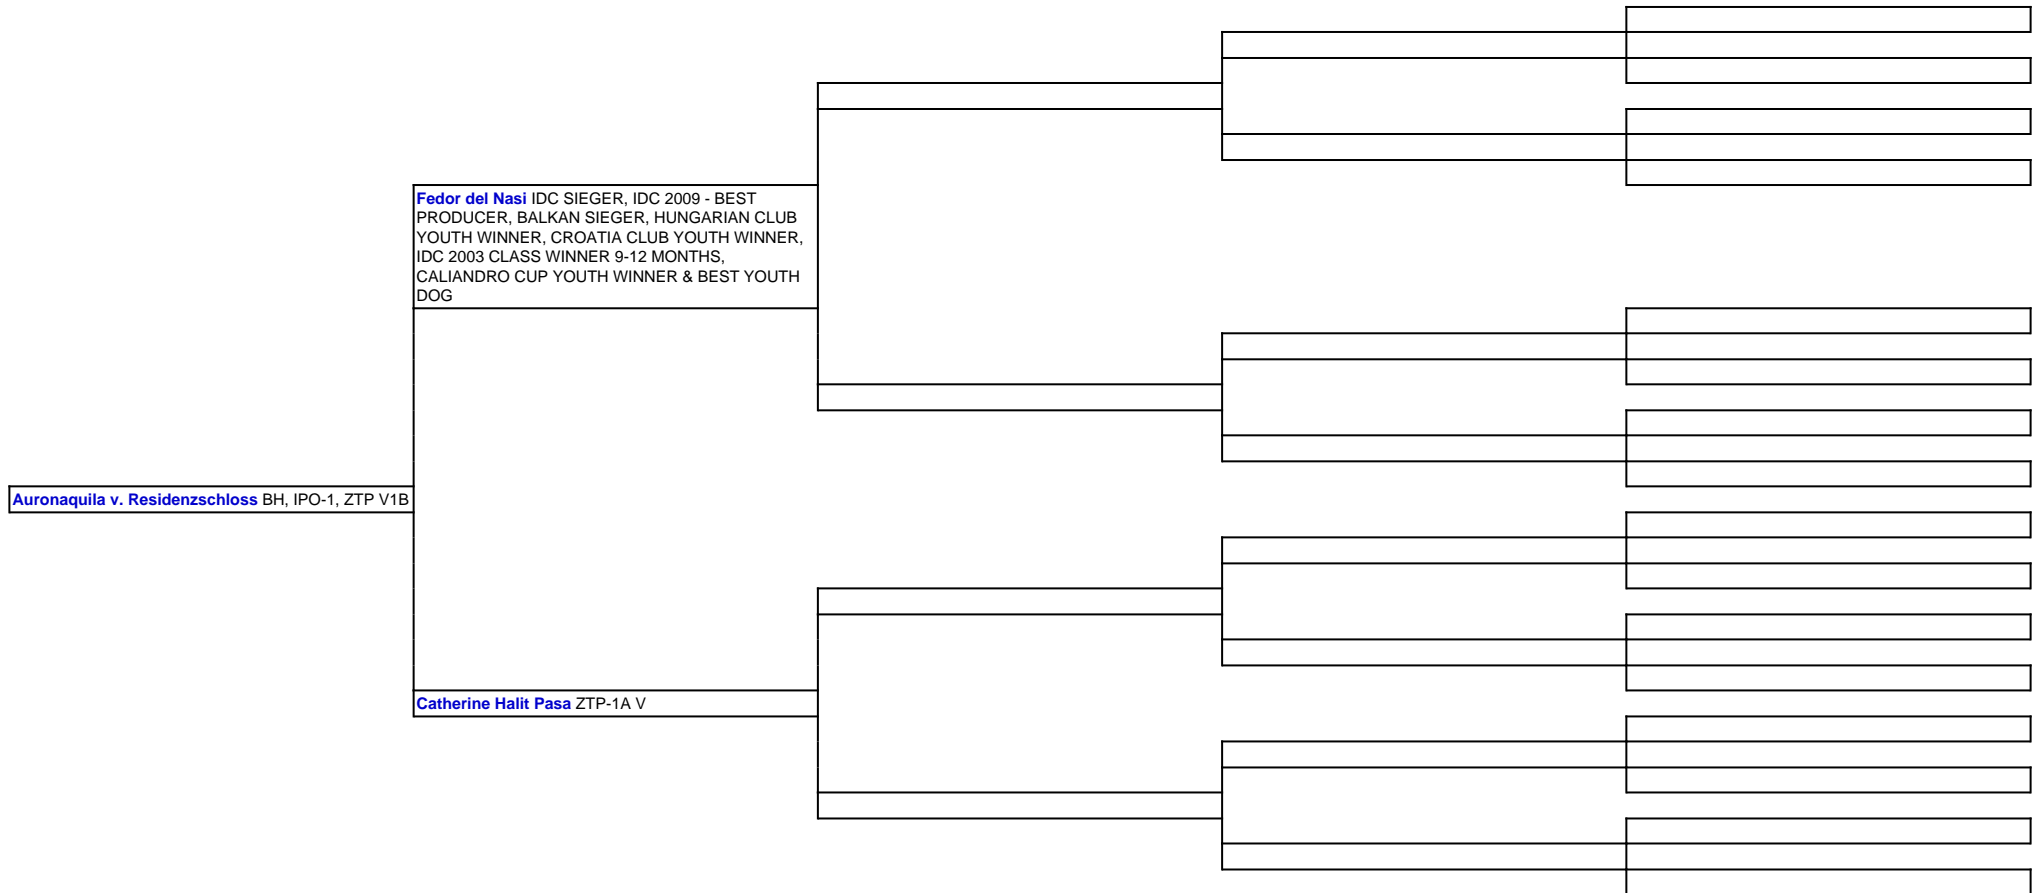 Fedor del Nasi IDC SIEGER, IDC 2009 - BEST
PRODUCER, BALKAN SIEGER, HUNGARIAN CLUB
YOUTH WINNER, CROATIA CLUB YOUTH WINNER,
IDC 2003 CLASS WINNER 9-12 MONTHS,
CALIANDRO CUP YOUTH WINNER & BEST YOUTH
DOG
Auronaquila v. Residenzschloss BH, IPO-1, ZTP V1B
Catherine Halit Pasa ZTP-1A V